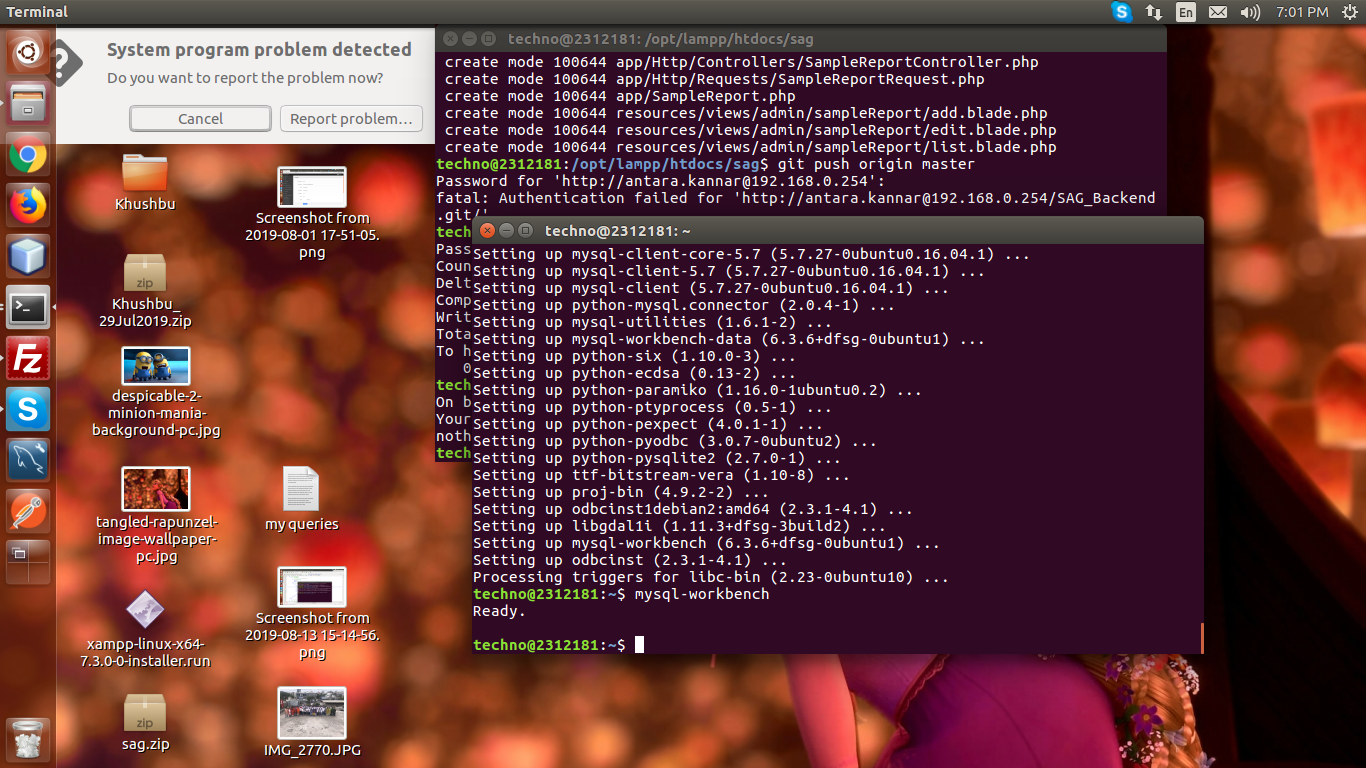 Terminal
En
7:01 PM
System program problem detected
Do you want to report the problem now?
Cancel
Report problem…
techno@2312181: /opt/lampp/htdocs/sag
create mode 100644 app/Http/Controllers/SampleReportController.php
create mode 100644 app/Http/Requests/SampleReportRequest.php
create mode 100644 app/SampleReport.php
create mode 100644 resources/views/admin/sampleReport/add.blade.php
create mode 100644 resources/views/admin/sampleReport/edit.blade.php
create mode 100644 resources/views/admin/sampleReport/list.blade.php
techno@2312181:/opt/lampp/htdocs/sag$ git push origin master
Password for 'http://antara.kannar@192.168.0.254':
fatal: Authentication failed for 'http://antara.kannar@192.168.0.254/SAG_Backend
.git/'
tech
Pass
Coun
Delt
Comp
Writ
Tota
To h
0
tech
On b
Your
noth
tech
techno@2312181: ~
Setting up mysql-client-core-5.7 (5.7.27-0ubuntu0.16.04.1) ...
Setting up mysql-client-5.7 (5.7.27-0ubuntu0.16.04.1) ...
Setting up mysql-client (5.7.27-0ubuntu0.16.04.1) ...
Setting up python-mysql.connector (2.0.4-1) ...
Setting up mysql-utilities (1.6.1-2) ...
Setting up mysql-workbench-data (6.3.6+dfsg-0ubuntu1) ...
Setting up python-six (1.10.0-3) ...
Setting up python-ecdsa (0.13-2) ...
Setting up python-paramiko (1.16.0-1ubuntu0.2) ...
Setting up python-ptyprocess (0.5-1) ...
Setting up python-pexpect (4.0.1-1) ...
Setting up python-pyodbc (3.0.7-0ubuntu2) ...
Setting up python-pysqlite2 (2.7.0-1) ...
Setting up ttf-bitstream-vera (1.10-8) ...
Setting up proj-bin (4.9.2-2) ...
Setting up odbcinst1debian2:amd64 (2.3.1-4.1) ...
Setting up libgdal1i (1.11.3+dfsg-3build2) ...
Setting up mysql-workbench (6.3.6+dfsg-0ubuntu1) ...
Setting up odbcinst (2.3.1-4.1) ...
Processing triggers for libc-bin (2.23-0ubuntu10) ...
techno@2312181:~$ mysql-workbench
Ready.
techno@2312181:~$
Khushbu
Screenshot from
2019-08-01 17-51-05.
png
zip
Khushbu_
29Jul2019.zip
despicable-2-
minion-mania-
background-pc.jpg
tangled-rapunzel-
image-wallpaper-
pc.jpg
my queries
xampp-linux-x64-
7.3.0-0-installer.run
Screenshot from
2019-08-13 15-14-56.
png
zip
sag.zip
IMG_2770.JPG